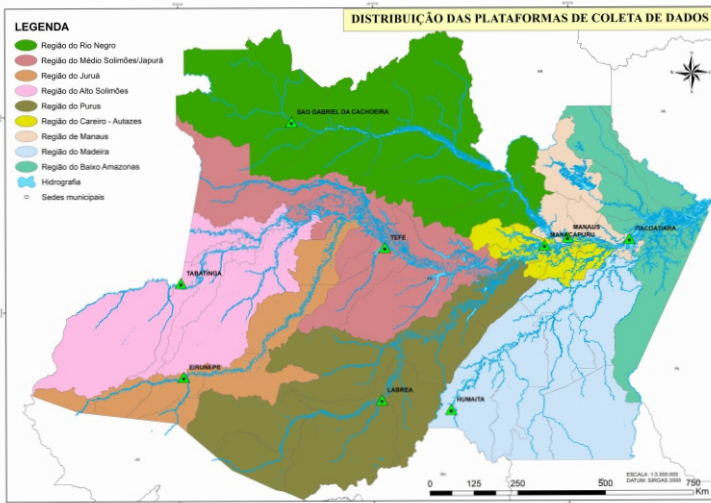 DISTRIBUIÇÃO DAS PLATAFORMAS DE COLETA DE DADOS
LEGENDA
Região do Rio Negro
Região do Médio Solimões/Japurá
Região do Juruá
Região do Alto Solimões
Região do Purus
Região do Careiro - Autazes
Região de Manaus
Região do Madeira
Região do Baixo Amazonas
Hidrografia
Sedes municipais
SAO GABRIEL DA CACHOEIRA
MANAUS
ITACOATIARA
MANACAPURU
TEFE
TABATINGA
EIRUNEPE
LABREA
HUMAITA
ESCALA: 1:3.500.000
DATUM: SIRGAS 2000
0 125 250 500 750
Km